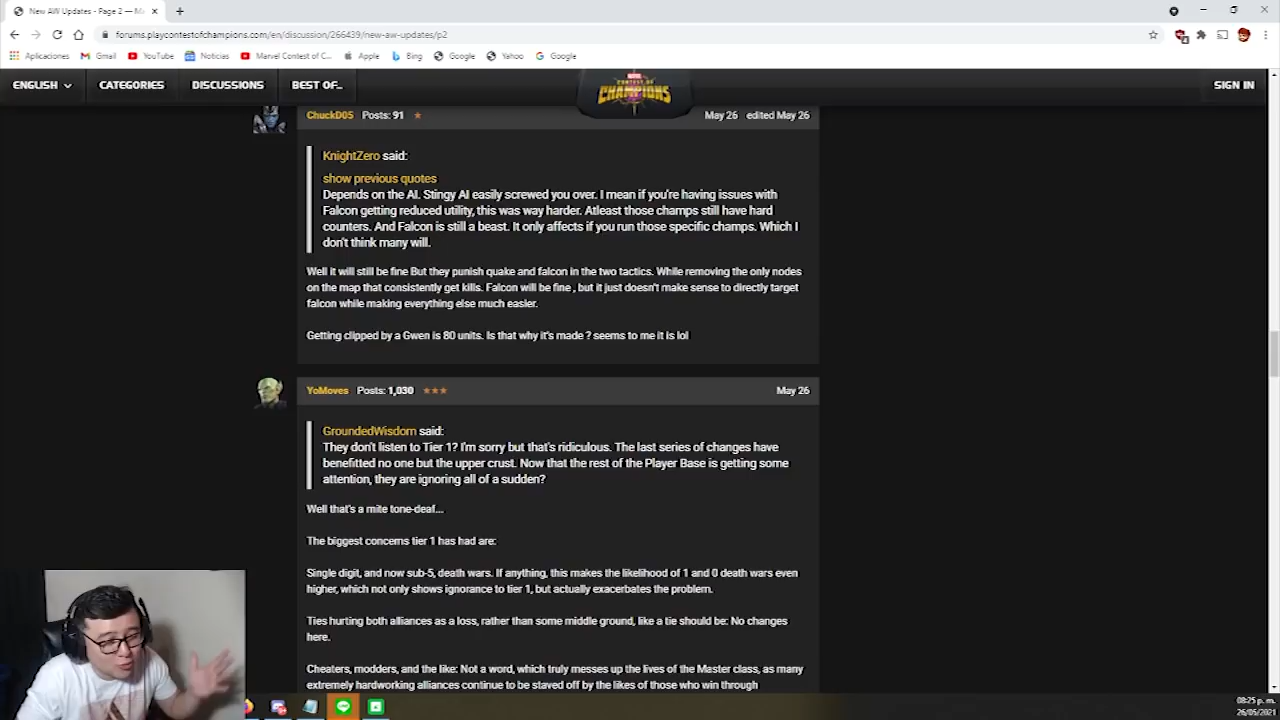 New AW Updates - Page 2 — M
forums.playcontestofchampions.com/en/discussion/266439/new-aw-updates/p2
Aplicaciones Gmail YouTube Noticias Marvel Contest of C... Apple Bing Google Yahoo Google
ENGLISH CATEGORIES DISCUSSIONS BEST OF... MARVEL CONTEST OF CHAMPIONS SIGN IN
ChuckD05 Posts: 91 May 26 edited May 26
KnightZero said:
show previous quotes
Depends on the AI. Stingy AI easily screwed you over. I mean if you're having issues with
Falcon getting reduced utility, this was way harder. Atleast those champs still have hard
counters. And Falcon is still a beast. It only affects if you run those specific champs. Which I
don't think many will.
Well it will still be fine But they punish quake and falcon in the two tactics. While removing the only nodes
on the map that consistently get kills. Falcon will be fine , but it just doesn't make sense to directly target
falcon while making everything else much easier.
Getting clipped by a Gwen is 80 units. Is that why it's made ? seems to me it is lol
YoMoves Posts: 1,030 May 26
GroundedWisdom said:
They don't listen to Tier 1? I'm sorry but that's ridiculous. The last series of changes have
benefitted no one but the upper crust. Now that the rest of the Player Base is getting some
attention, they are ignoring all of a sudden?
Well that's a mite tone-deaf...
The biggest concerns tier 1 has had are:
Single digit, and now sub-5, death wars. If anything, this makes the likelihood of 1 and 0 death wars even
higher, which not only shows ignorance to tier 1, but actually exacerbates the problem.
Ties hurting both alliances as a loss, rather than some middle ground, like a tie should be: No changes
here.
Cheaters, modders, and the like: Not a word, which truly messes up the lives of the Master class, as many
extremely hardworking alliances continue to be staved off by the likes of those who win through
08:25 p. m.
26/05/2021